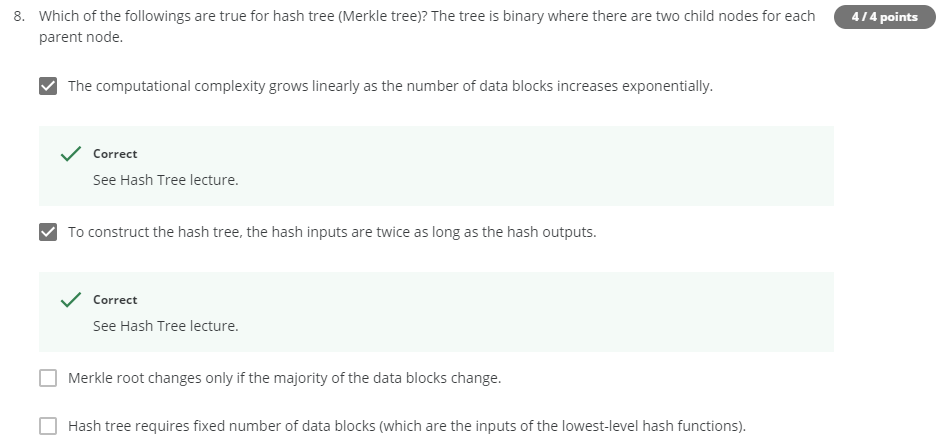 8. Which of the followings are true for hash tree (Merkle tree)? The tree is binary where there are two child nodes for each
parent node.
4 / 4 points
The computational complexity grows linearly as the number of data blocks increases exponentially.
Correct
See Hash Tree lecture.
To construct the hash tree, the hash inputs are twice as long as the hash outputs.
Correct
See Hash Tree lecture.
Merkle root changes only if the majority of the data blocks change.
Hash tree requires fixed number of data blocks (which are the inputs of the lowest-level hash functions).